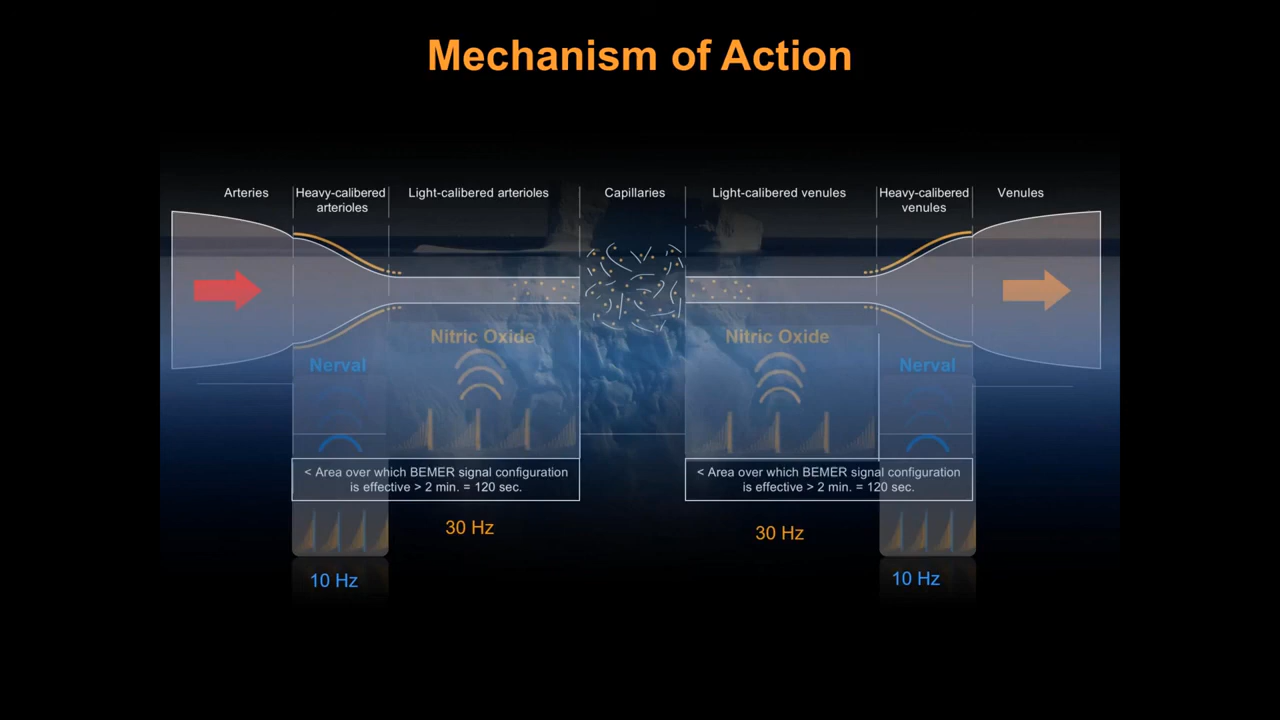 Mechanism of Action
Arteries
Heavy-calibered
arterioles
Light-calibered arterioles
Capillaries
Light-calibered venules
Heavy-calibered
venules
Venules
Nitric Oxide
Nitric Oxide
Nerval
Nerval
< Area over which BEMER signal configuration
is effective > 2 min. = 120 sec.
< Area over which BEMER signal configuration
is effective > 2 min. = 120 sec.
30 Hz
30 Hz
10 Hz
10 Hz